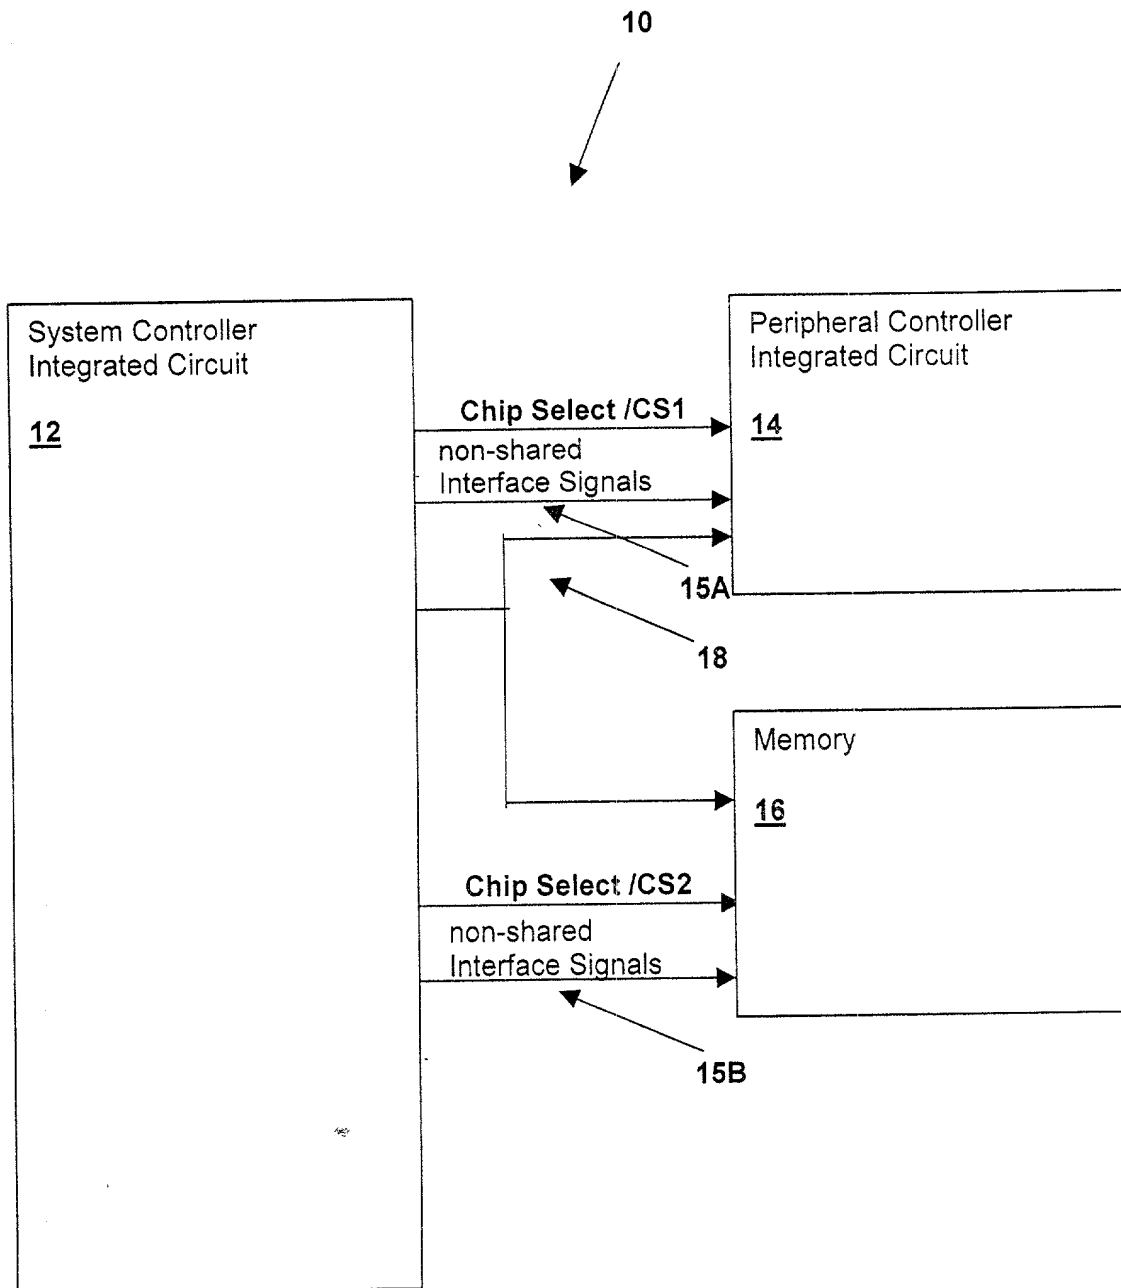 10
System Controller
Integrated Circuit
12
Peripheral Controller
Integrated Circuit
14
Chip Select /CS1
non-shared
Interface Signals
15A
18
Memory
16
Chip Select /CS2
non-shared
Interface Signals
15B